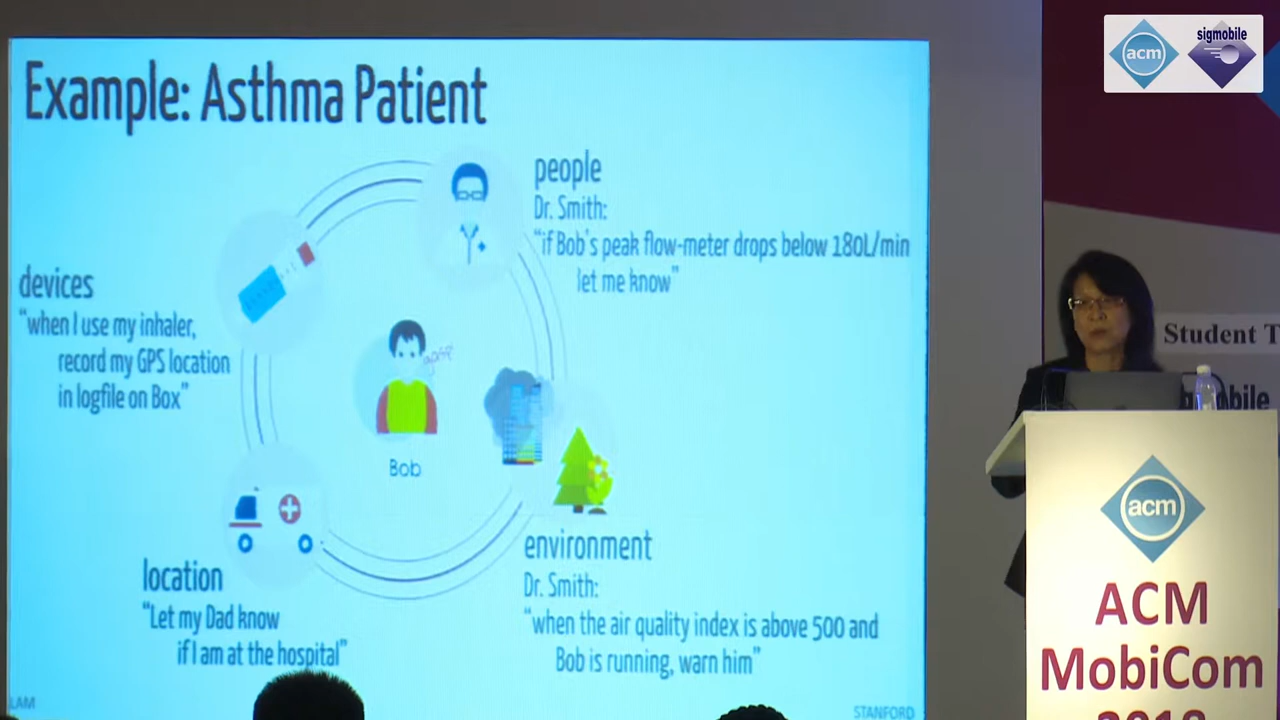 Example: Asthma Patient
people
Dr. Smith:
“if Bob's peak flow-meter drops below 180L/min
let me know”
devices
“when I use my inhaler,
record my GPS location
in logfile on Box”
Bob
location
“Let my Dad know
if I am at the hospital”
environment
Dr. Smith:
“when the air quality index is above 500 and
Bob is running, warn him”
LAM
STANFORD
acm
sigmobile
Student T
bile
acm
ACM
MobiCom